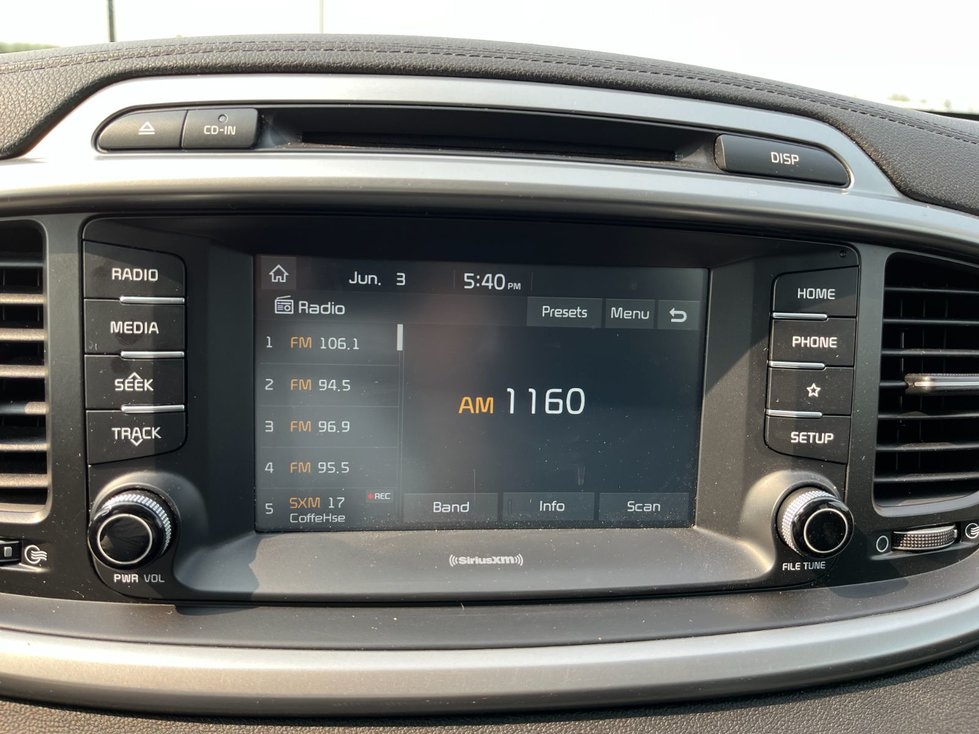 CD-IN
DISP
RADIO
MEDIA
SEEK
TRACK
PWR VOL
Jun. 3 5:40 PM
Radio Presets Menu
1 FM 106.1
2 FM 94.5
3 FM 96.9
4 FM 95.5
5 SXM 17 REC
CoffeHse
AM 1160
Band Info Scan
((SiriusXM))
HOME
PHONE
SETUP
FILE TUNE